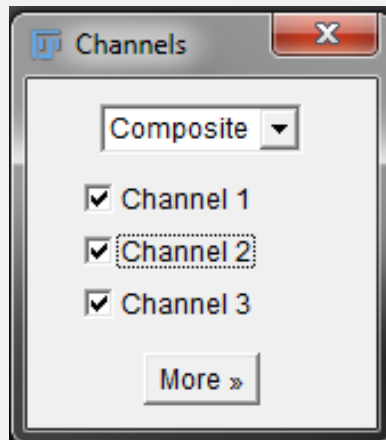 Channels
Composite
Channel 1
Channel 2
Channel 3
More »